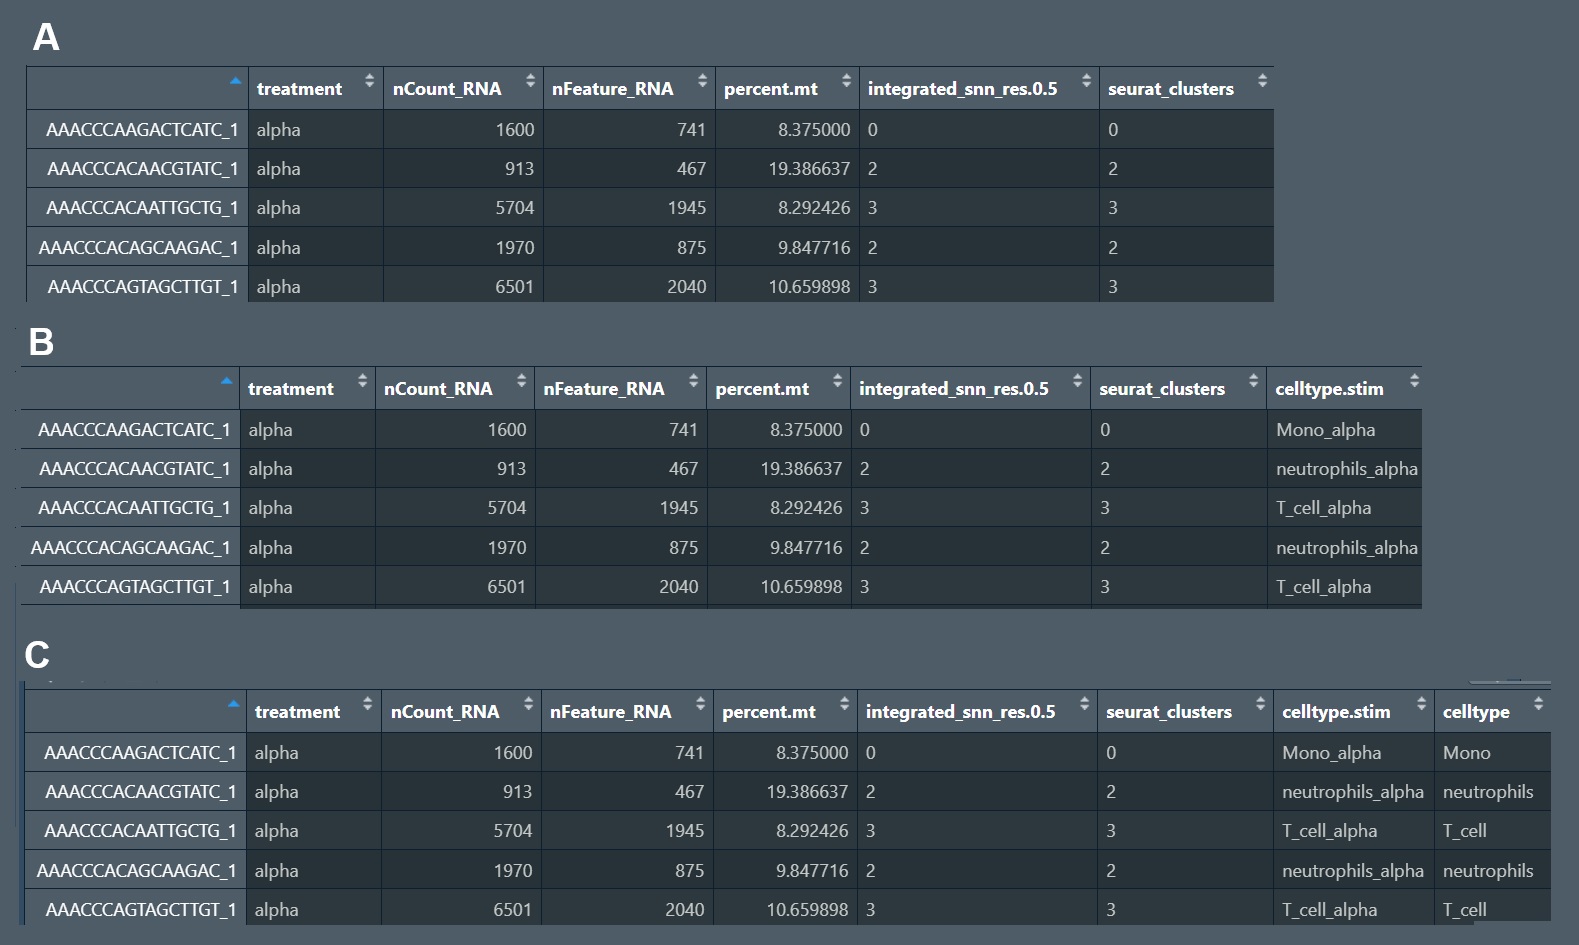 A
treatment nCount_RNA nFeature_RNA percent.mt integrated_snn_res.0.5 seurat_clusters
AAACCCAAGACTCATC_1 alpha 1600 741 8.375000 0 0
AAACCCACAACGTATC_1 alpha 913 467 19.386637 2 2
AAACCCACAATTGCTG_1 alpha 5704 1945 8.292426 3 3
AAACCCACAGCAAGAC_1 alpha 1970 875 9.847716 2 2
AAACCCAGTAGCTTGT_1 alpha 6501 2040 10.659898 3 3
B
treatment nCount_RNA nFeature_RNA percent.mt integrated_snn_res.0.5 seurat_clusters celltype.stim
AAACCCAAGACTCATC_1 alpha 1600 741 8.375000 0 0 Mono_alpha
AAACCCACAACGTATC_1 alpha 913 467 19.386637 2 2 neutrophils_alpha
AAACCCACAATTGCTG_1 alpha 5704 1945 8.292426 3 3 T_cell_alpha
AAACCCACAGCAAGAC_1 alpha 1970 875 9.847716 2 2 neutrophils_alpha
AAACCCAGTAGCTTGT_1 alpha 6501 2040 10.659898 3 3 T_cell_alpha
C
treatment nCount_RNA nFeature_RNA percent.mt integrated_snn_res.0.5 seurat_clusters celltype.stim celltype
AAACCCAAGACTCATC_1 alpha 1600 741 8.375000 0 0 Mono_alpha Mono
AAACCCACAACGTATC_1 alpha 913 467 19.386637 2 2 neutrophils_alpha neutrophils
AAACCCACAATTGCTG_1 alpha 5704 1945 8.292426 3 3 T_cell_alpha T_cell
AAACCCACAGCAAGAC_1 alpha 1970 875 9.847716 2 2 neutrophils_alpha neutrophils
AAACCCAGTAGCTTGT_1 alpha 6501 2040 10.659898 3 3 T_cell_alpha T_cell